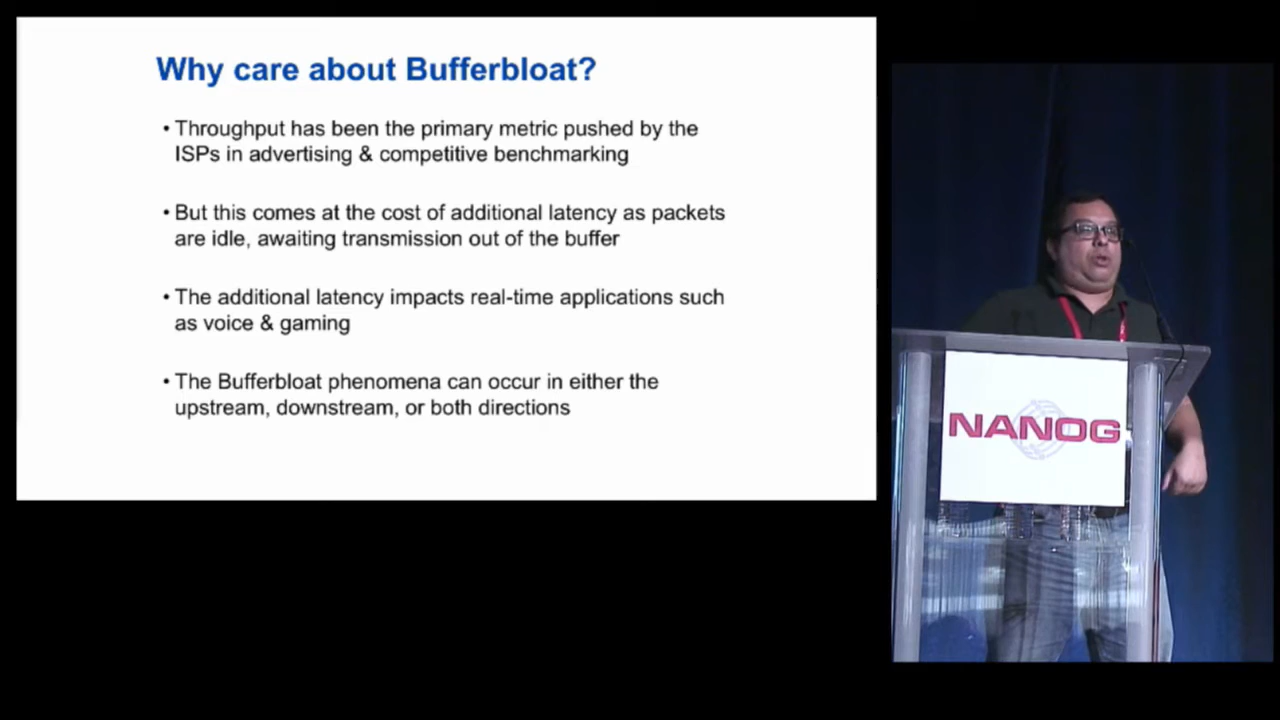 Why care about Bufferbloat?
• Throughput has been the primary metric pushed by the
ISPs in advertising & competitive benchmarking
• But this comes at the cost of additional latency as packets
are idle, awaiting transmission out of the buffer
• The additional latency impacts real-time applications such
as voice & gaming
• The Bufferbloat phenomena can occur in either the
upstream, downstream, or both directions
NANOG